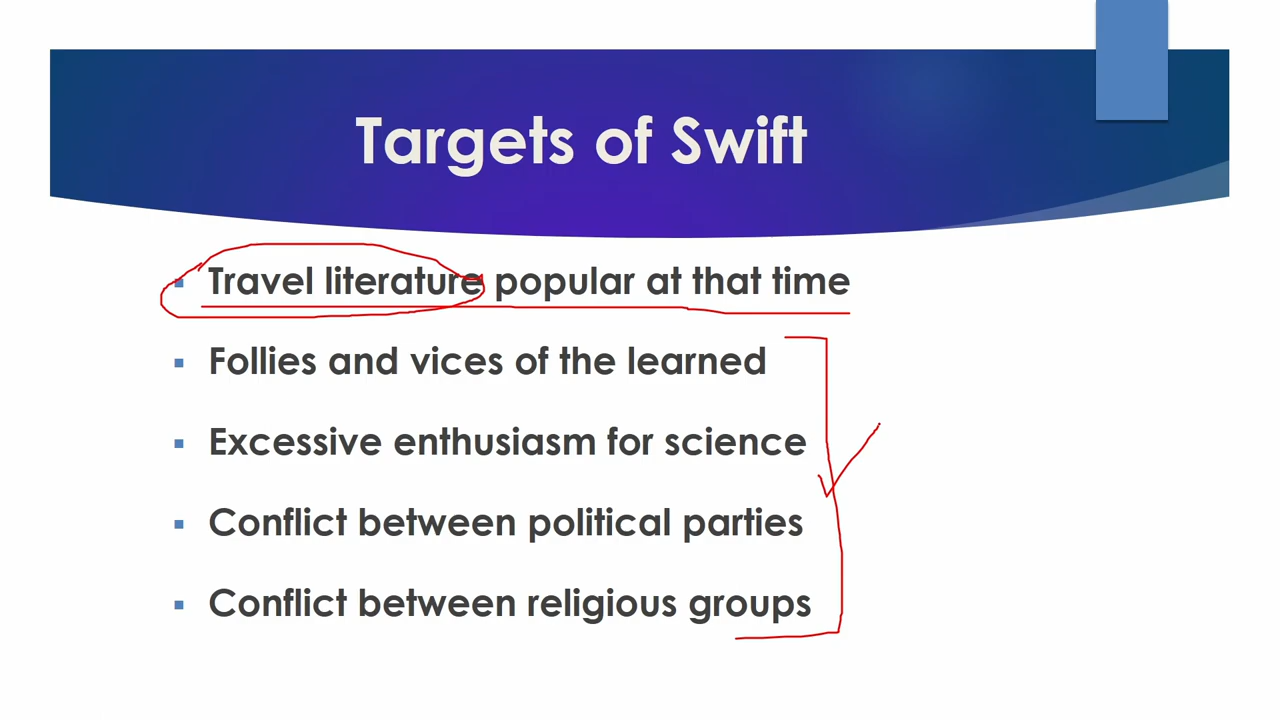 Targets of Swift
▪ Travel literature popular at that time
▪ Follies and vices of the learned
▪ Excessive enthusiasm for science
▪ Conflict between political parties
▪ Conflict between religious groups